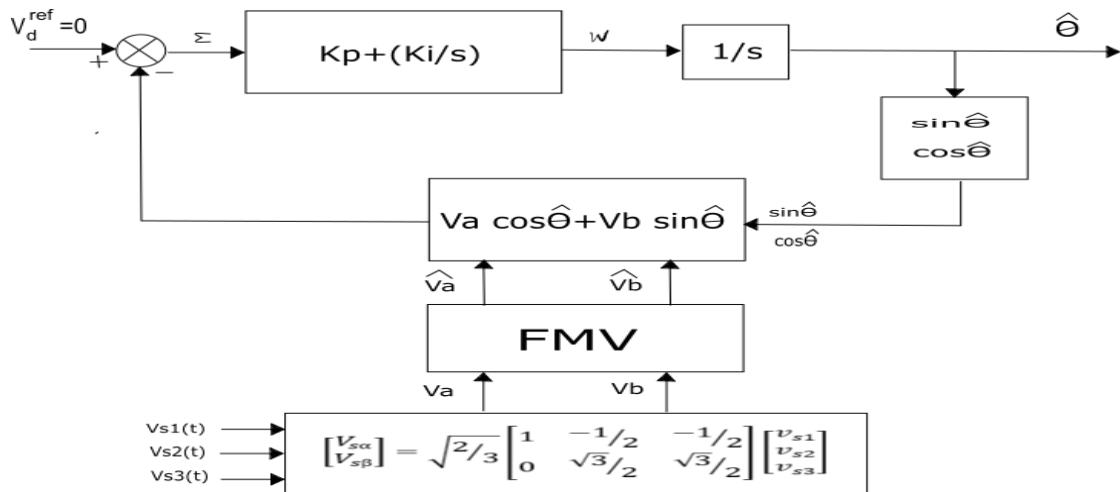 V_d^ref =0
+
−
Σ
Kp+(Ki/s)
w
1/s
θ̂
sinθ̂
cosθ̂
sinθ̂
cosθ̂
Va cosθ̂+Vb sinθ̂
V̂a V̂b
FMV
Va Vb
Vs1(t)
Vs2(t)
Vs3(t)
[V_sα; V_sβ] = √2/3 [1 −1/2 −1/2; 0 √3/2 √3/2] [v_s1; v_s2; v_s3]